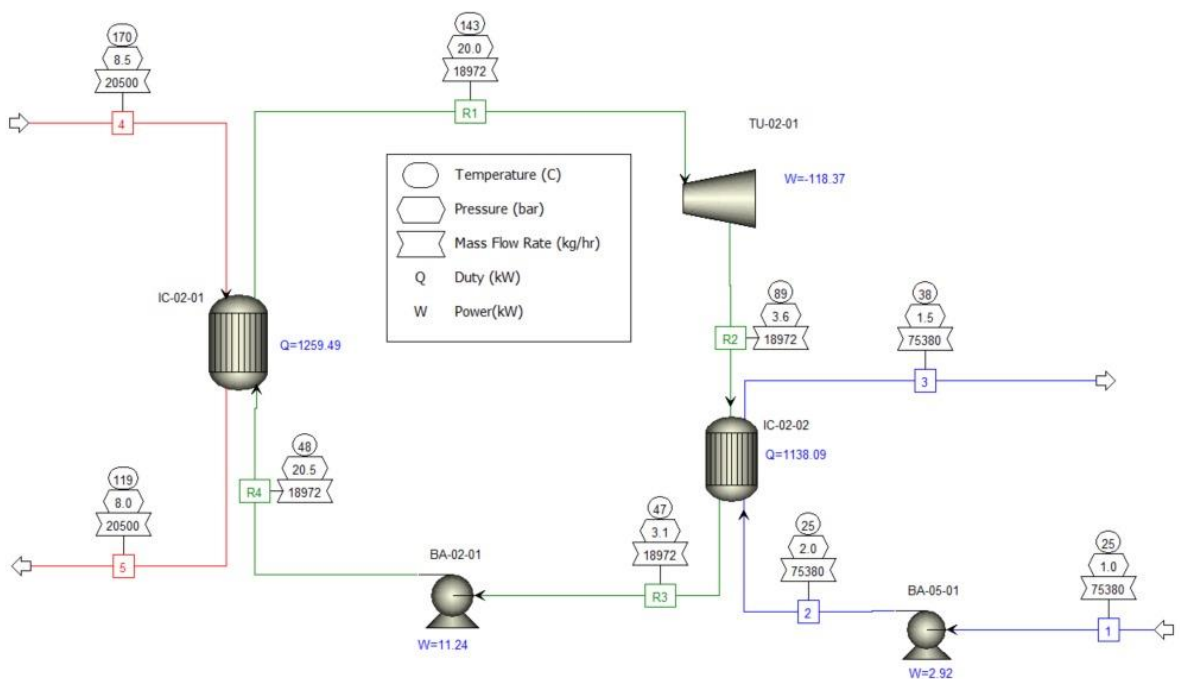 170
8.5
20500
4
143
20.0
18972
R1
TU-02-01
W=-118.37
Temperature (C)
Pressure (bar)
Mass Flow Rate (kg/hr)
Q Duty (kW)
W Power(kW)
IC-02-01
Q=1259.49
89
3.6
18972
R2
38
1.5
75380
3
IC-02-02
Q=1138.09
48
20.5
18972
R4
119
8.0
20500
5
BA-02-01
W=11.24
47
3.1
18972
R3
25
2.0
75380
2
BA-05-01
W=2.92
25
1.0
75380
1